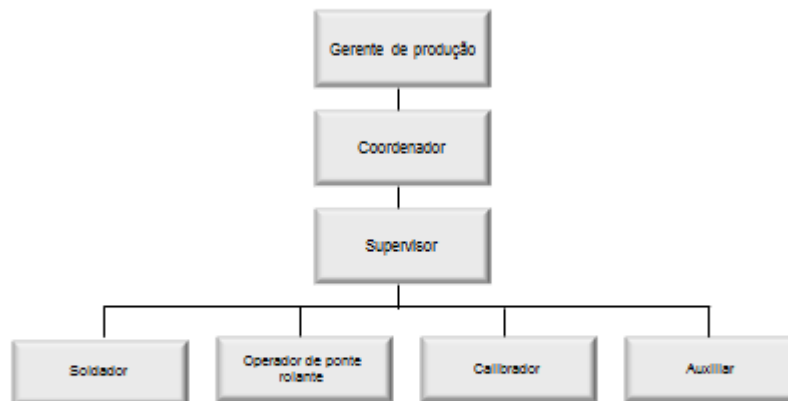 Gerente de produção
Coordenador
Supervisor
Soldador
Operador de ponte
rolante
Calibrador
Auxiliar